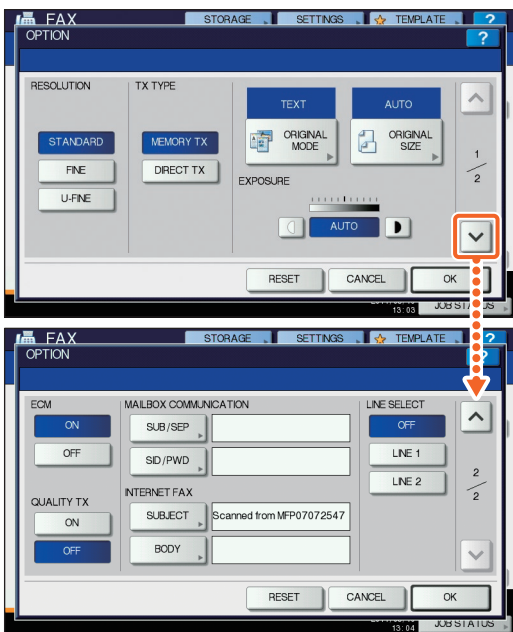 FAX STORAGE SETTINGS TEMPLATE ?
OPTION ?
RESOLUTION TX TYPE
TEXT AUTO
STANDARD MEMORY TX ORIGINAL MODE ORIGINAL SIZE
FINE DIRECT TX
1
2
EXPOSURE
U-FINE
AUTO
RESET CANCEL OK
13:03 JOB STATUS
FAX STORAGE SETTINGS TEMPLATE ?
OPTION ?
ECM MAILBOX COMMUNICATION LINE SELECT
ON SUB/SEP OFF
OFF SID/PWD LINE 1
2
2
INTERNET FAX LINE 2
QUALITY TX
ON SUBJECT Scanned from MFP07072547
OFF BODY
RESET CANCEL OK
13:04 JOB STATUS